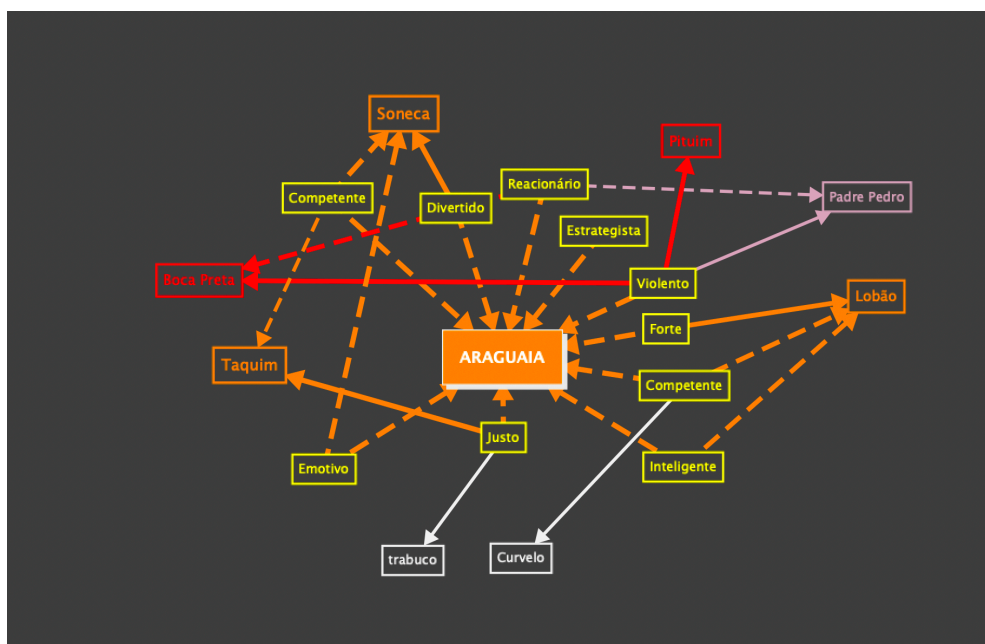 Soneca
Pituim
Competente
Reacionário
Padre Pedro
Divertido
Estrategista
Boca Preta
Violento
Lobão
Forte
ARAGUAIA
Taquim
Competente
Justo
Emotivo
Inteligente
trabuco
Curvelo